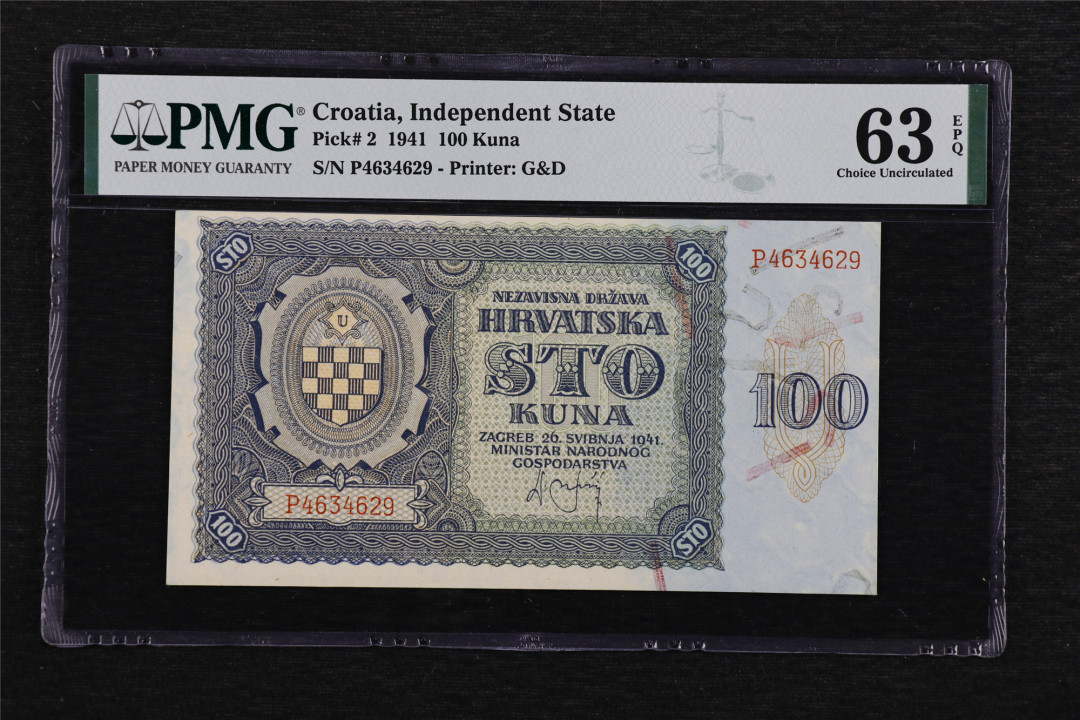 PMG®
PAPER MONEY GUARANTY
Croatia, Independent State
Pick# 2 1941 100 Kuna
S/N P4634629 - Printer: G&D
63
EPQ
Choice Uncirculated
STO
100
P4634629
U
NEZAVISNA DRŽAVA
HRVATSKA
STO
KUNA
ZAGREB 26. SVIBNJA 1941.
MINISTAR NARODNOG
GOSPODARSTVA
100
P4634629
100
STO